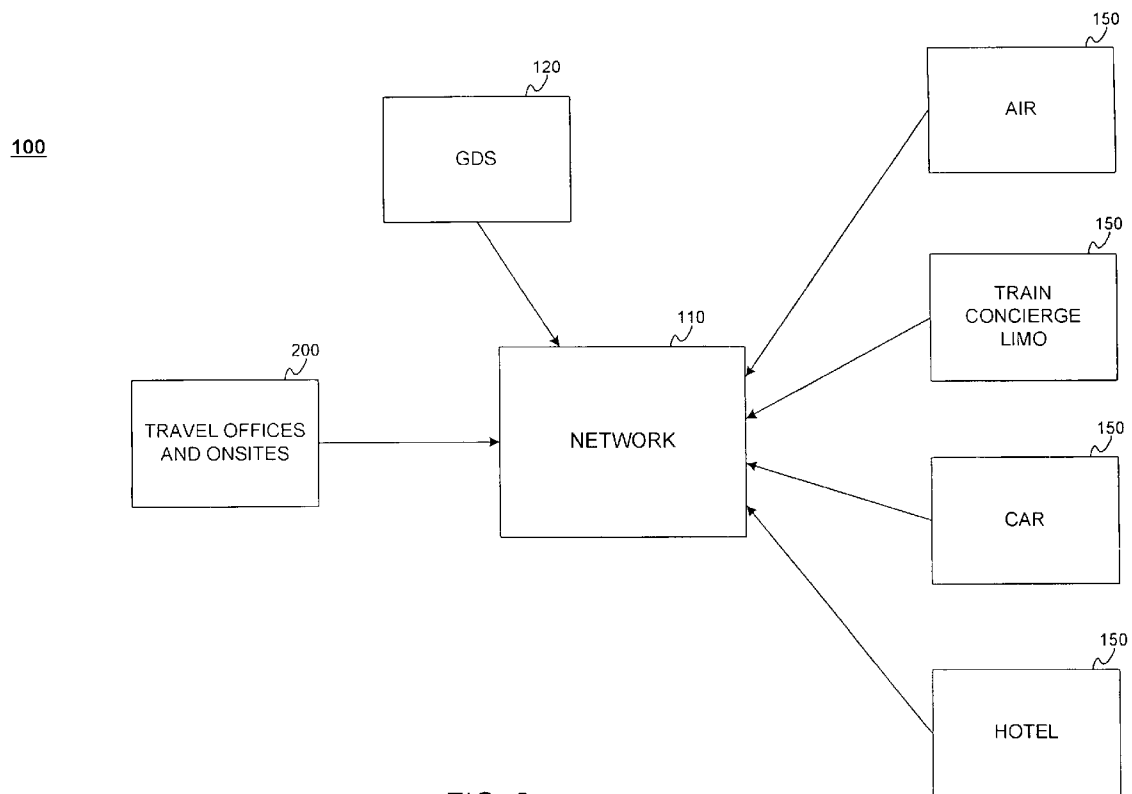 100
120
GDS
150
AIR
150
TRAIN
CONCIERGE
LIMO
110
NETWORK
200
TRAVEL OFFICES
AND ONSITES
150
CAR
150
HOTEL